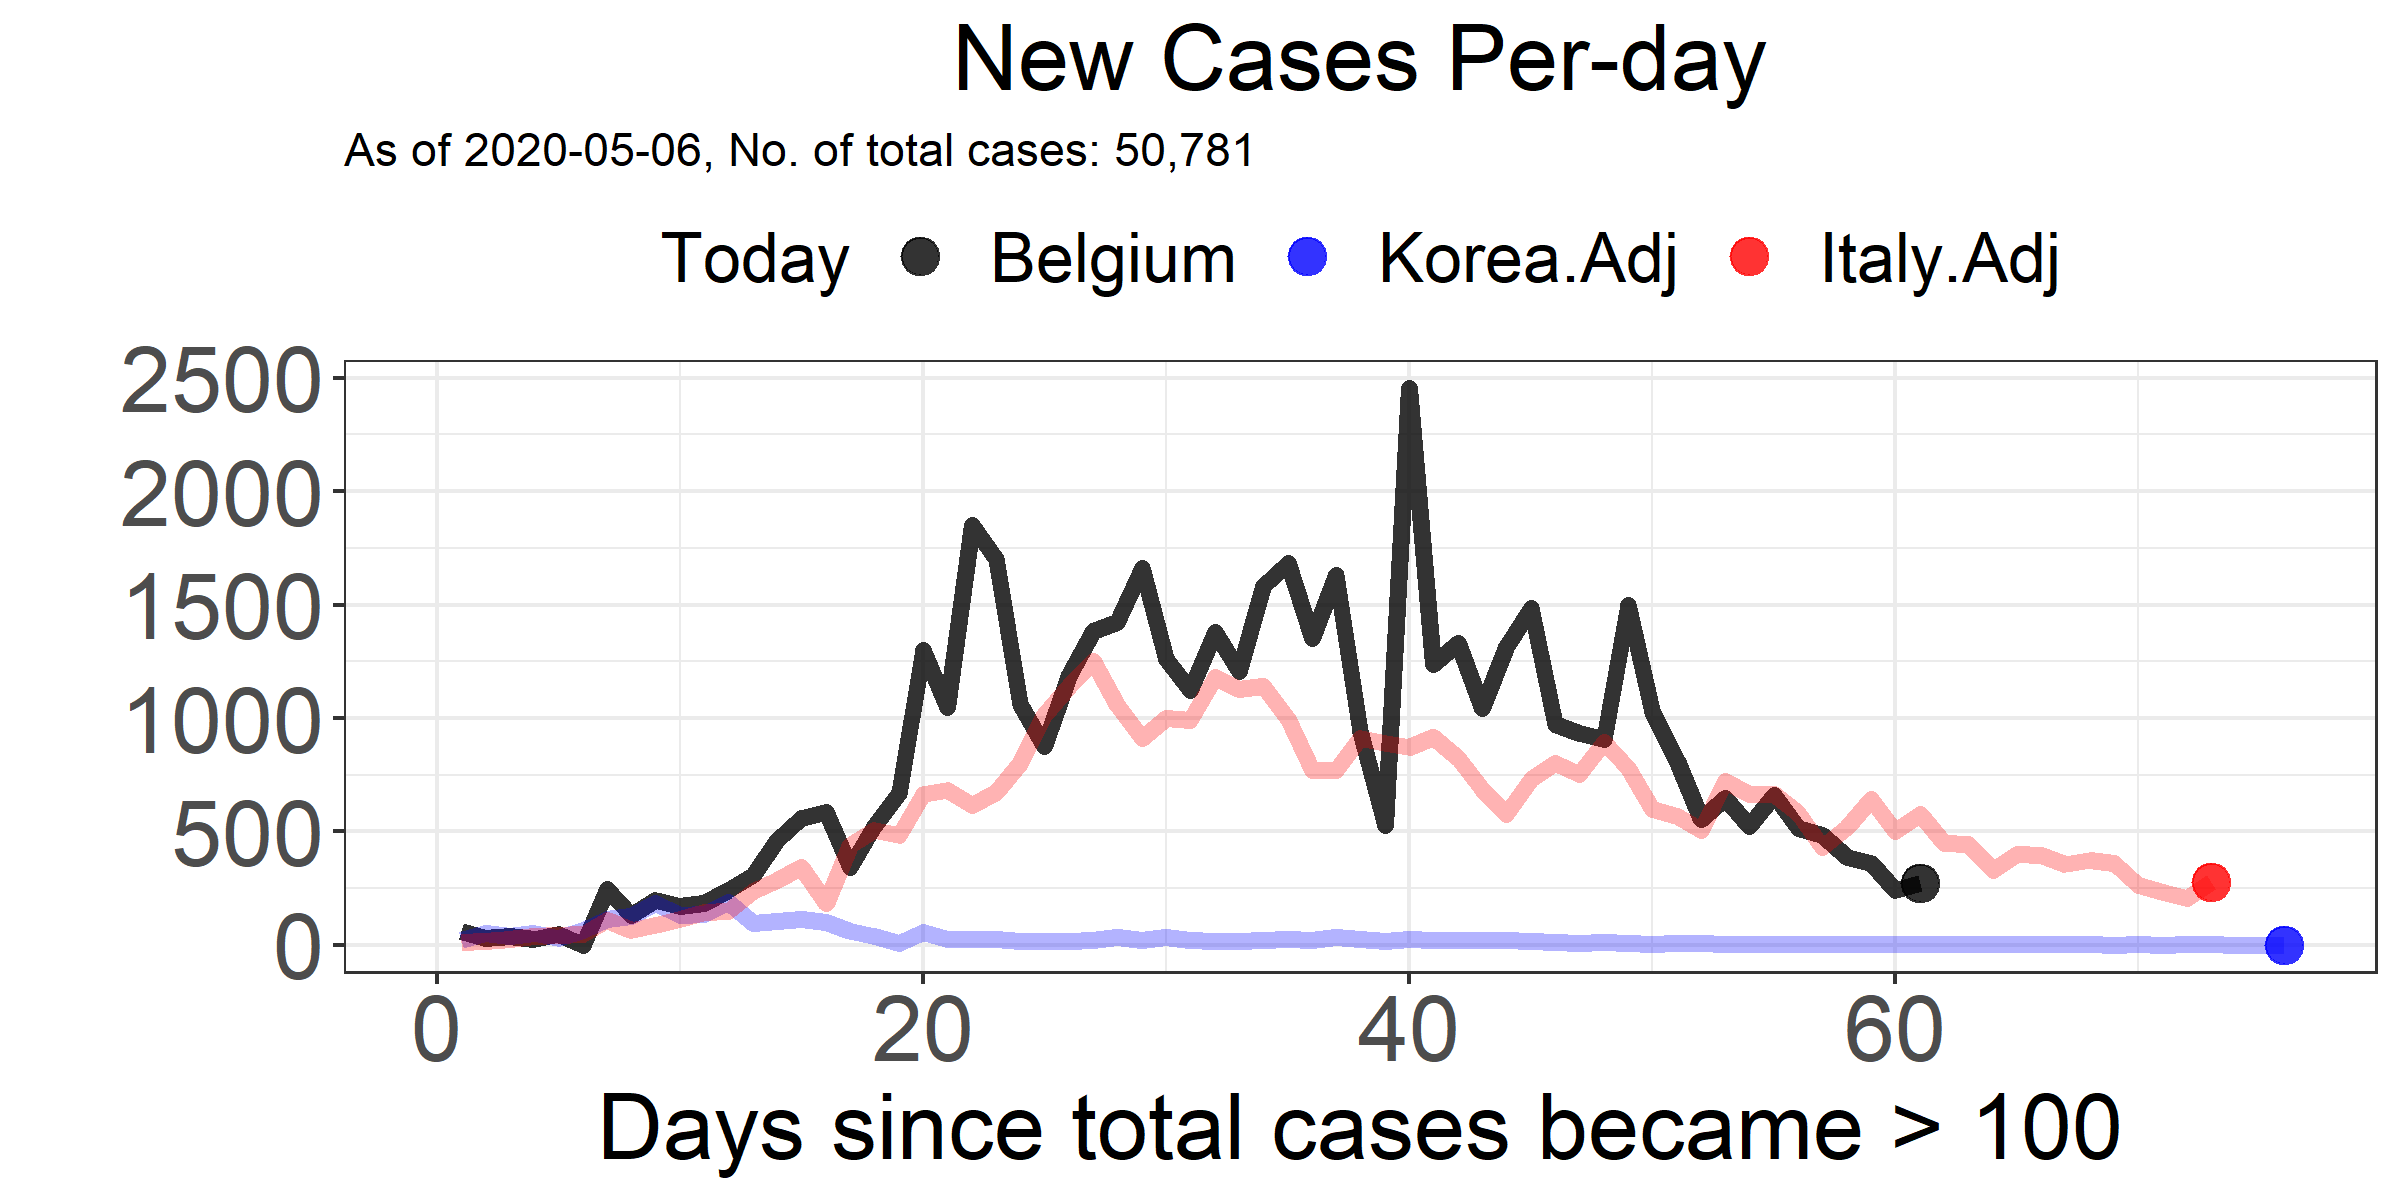 New Cases Per-day
As of 2020-05-06, No. of total cases: 50,781
Today Belgium Korea.Adj Italy.Adj
2500
2000
1500
1000
500
0
0 20 40 60
Days since total cases became > 100